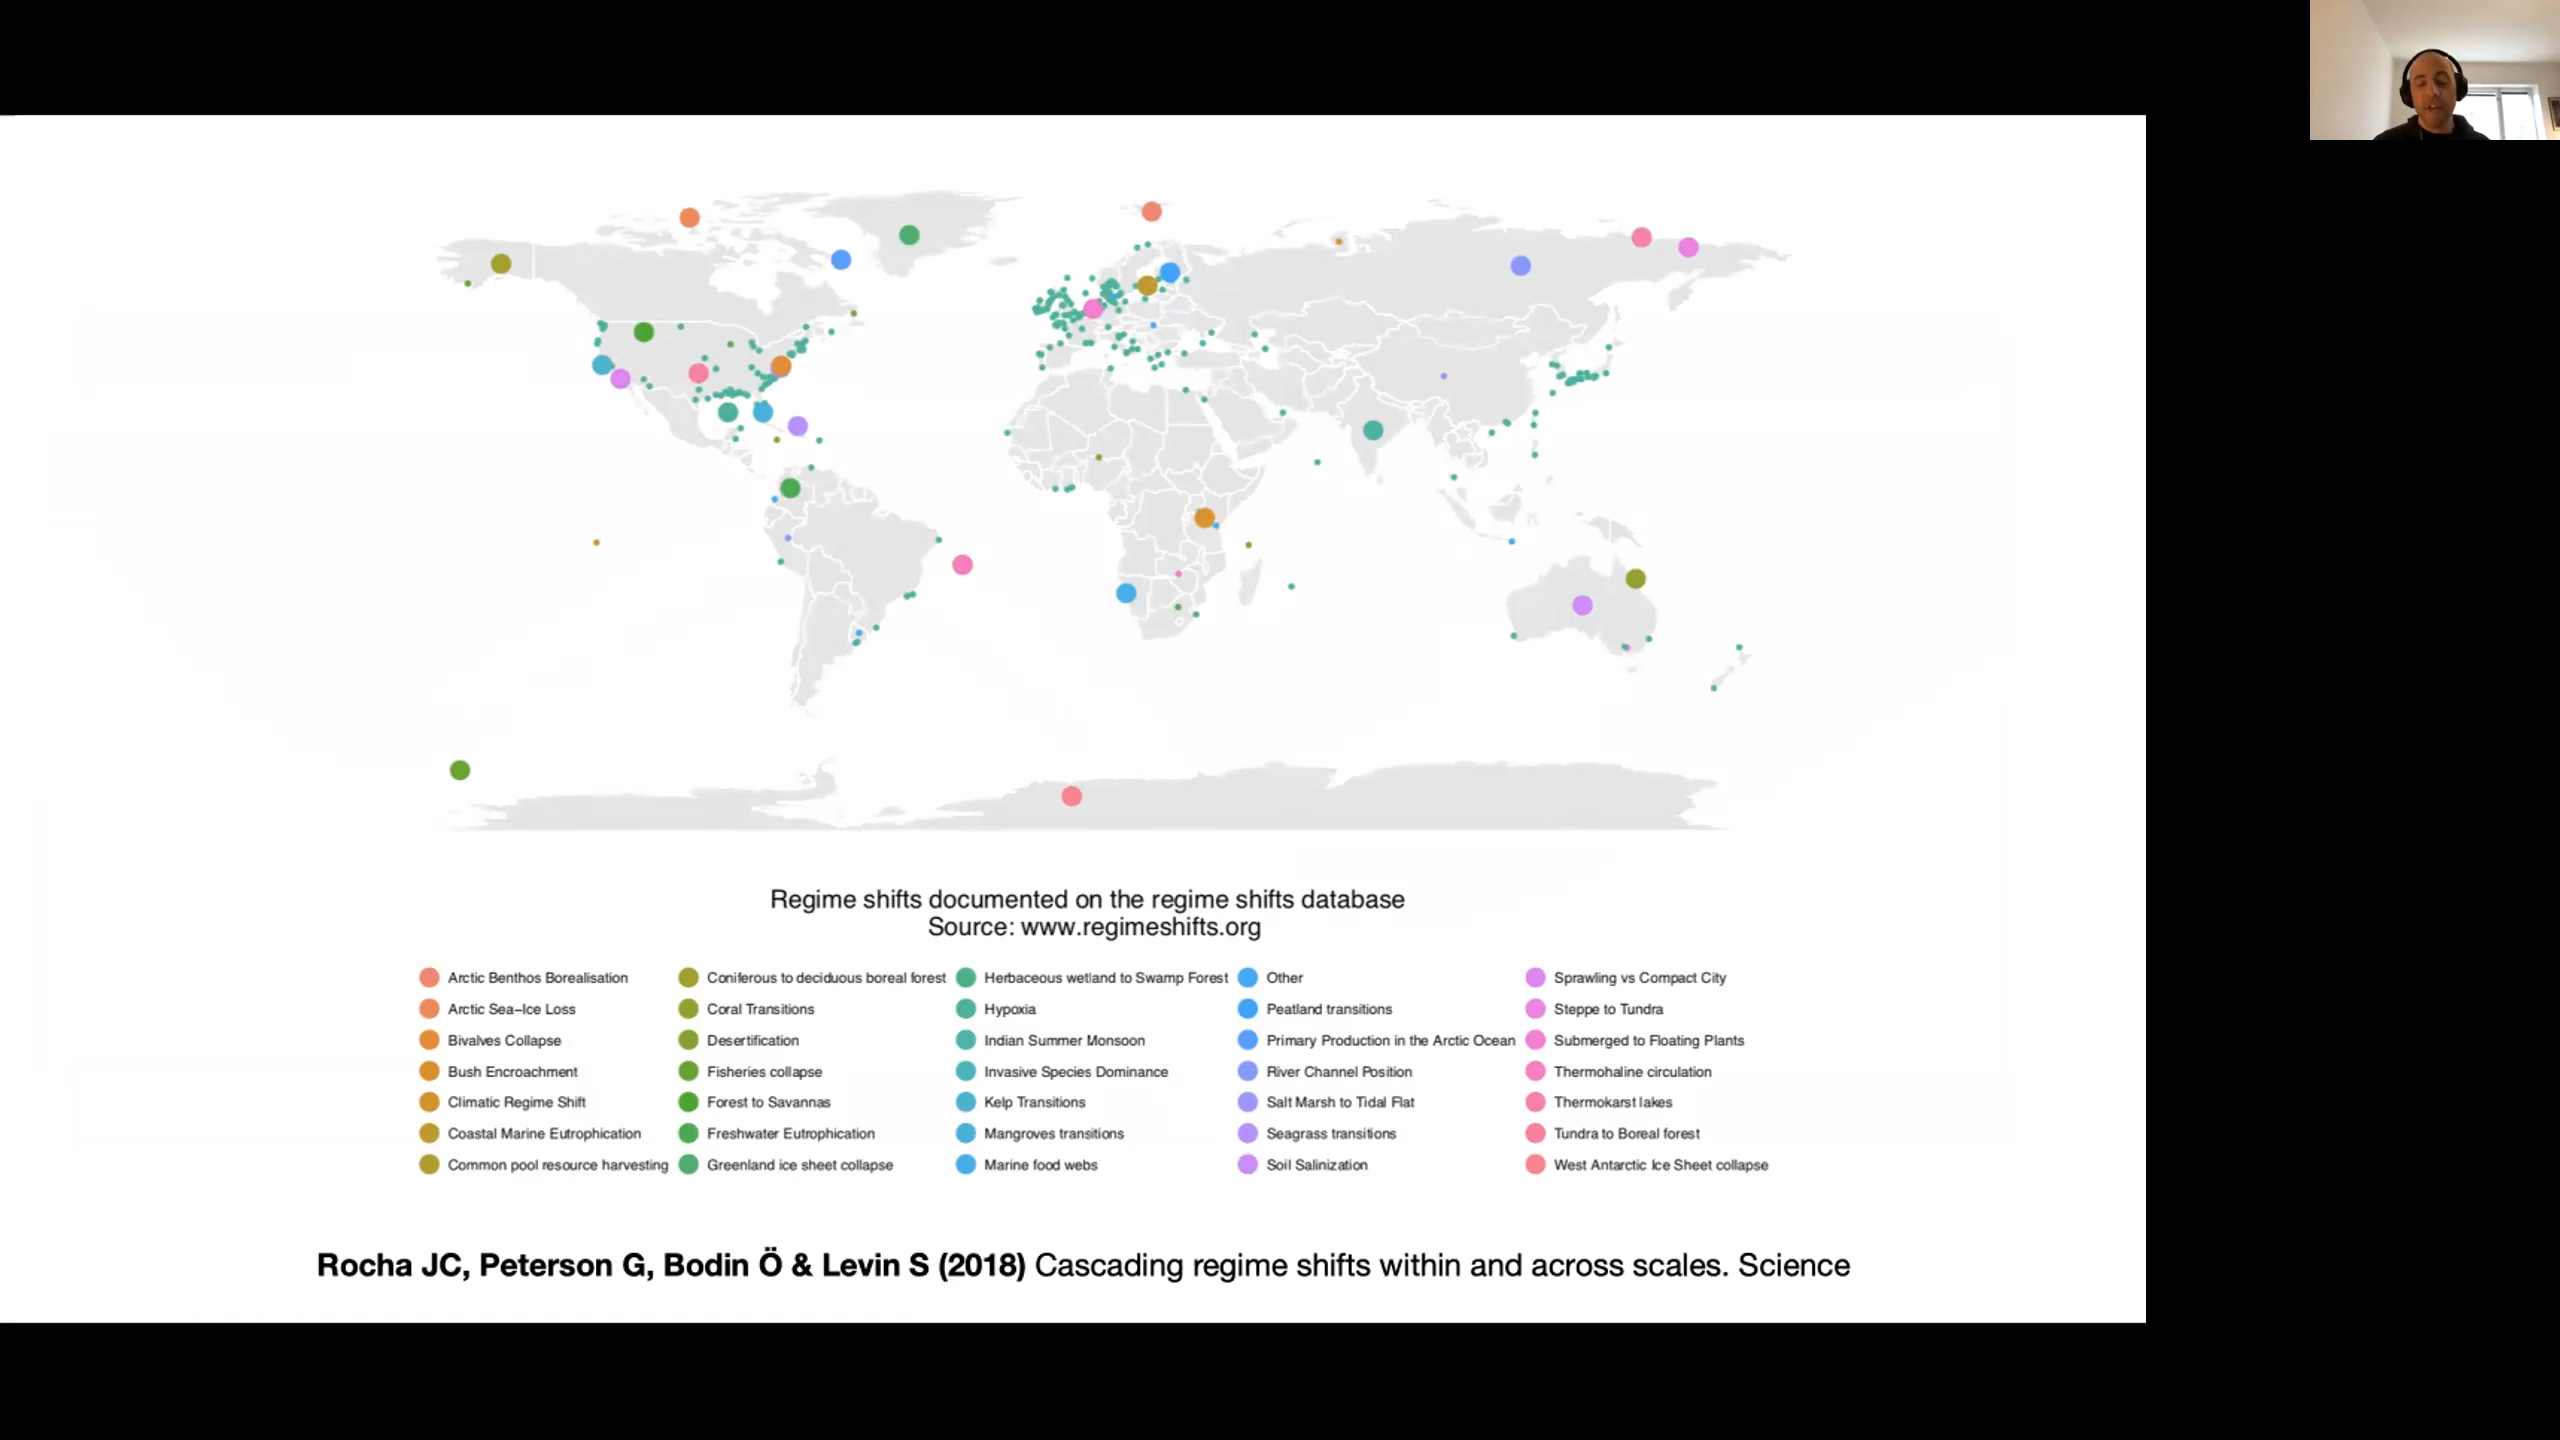 Regime shifts documented on the regime shifts database
Source: www.regimeshifts.org
Arctic Benthos Borealisation
Arctic Sea-Ice Loss
Bivalves Collapse
Bush Encroachment
Climatic Regime Shift
Coastal Marine Eutrophication
Common pool resource harvesting
Coniferous to deciduous boreal forest
Coral Transitions
Desertification
Fisheries collapse
Forest to Savannas
Freshwater Eutrophication
Greenland ice sheet collapse
Herbaceous wetland to Swamp Forest
Hypoxia
Indian Summer Monsoon
Invasive Species Dominance
Kelp Transitions
Mangroves transitions
Marine food webs
Other
Peatland transitions
Primary Production in the Arctic Ocean
River Channel Position
Salt Marsh to Tidal Flat
Seagrass transitions
Soil Salinization
Sprawling vs Compact City
Steppe to Tundra
Submerged to Floating Plants
Thermohaline circulation
Thermokarst lakes
Tundra to Boreal forest
West Antarctic Ice Sheet collapse
Rocha JC, Peterson G, Bodin Ö & Levin S (2018) Cascading regime shifts within and across scales. Science